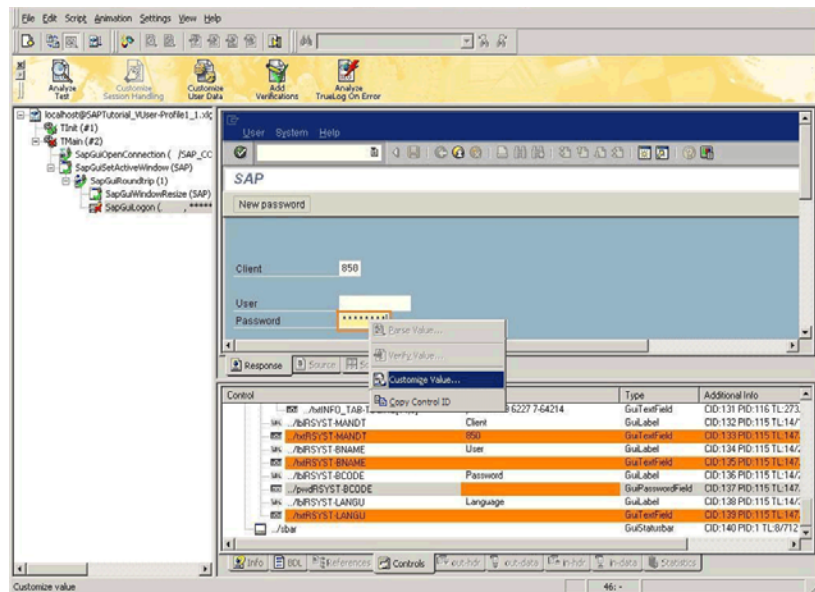 File Edit Script Animation Settings View Help
Analyze Test
Customize Session Handling
Customize User Data
Add Verifications
Analyze TrueLog On Error
localhost@SAPTutorial_VUser-Profile1_1.xlg
TInit (#1)
TMain (#2)
SapGuiOpenConnection ( /SAP_CC
SapGuiSetActiveWindow (SAP)
SapGuiRoundtrip (1)
SapGuiWindowResize (SAP)
SapGuiLogon ( , *****
User System Help
SAP
New password
Client 850
User
Password ********
Parse Value...
Verify Value...
Customize Value...
Copy Control ID
Response Source
Control Type Additional Info
9 6227 7-64214 GuiTextField CID:131 PID:116 TL:273,
../lblRSYST-MANDT Client GuiLabel CID:132 PID:115 TL:14/
../txtRSYST-MANDT 850 GuiTextField CID:133 PID:115 TL:147,
../lblRSYST-BNAME User GuiLabel CID:134 PID:115 TL:14/
../txtRSYST-BNAME GuiTextField CID:135 PID:115 TL:147,
../lblRSYST-BCODE Password GuiLabel CID:136 PID:115 TL:14/
../pwdRSYST-BCODE GuiPasswordField CID:137 PID:115 TL:147,
../lblRSYST-LANGU Language GuiLabel CID:138 PID:115 TL:14/
../txtRSYST-LANGU GuiTextField CID:139 PID:115 TL:147,
../sbar GuiStatusbar CID:140 PID:1 TL:8/712
Info BDL References Controls out-hdr out-data in-hdr in-data Statistics
Customize value 46: -